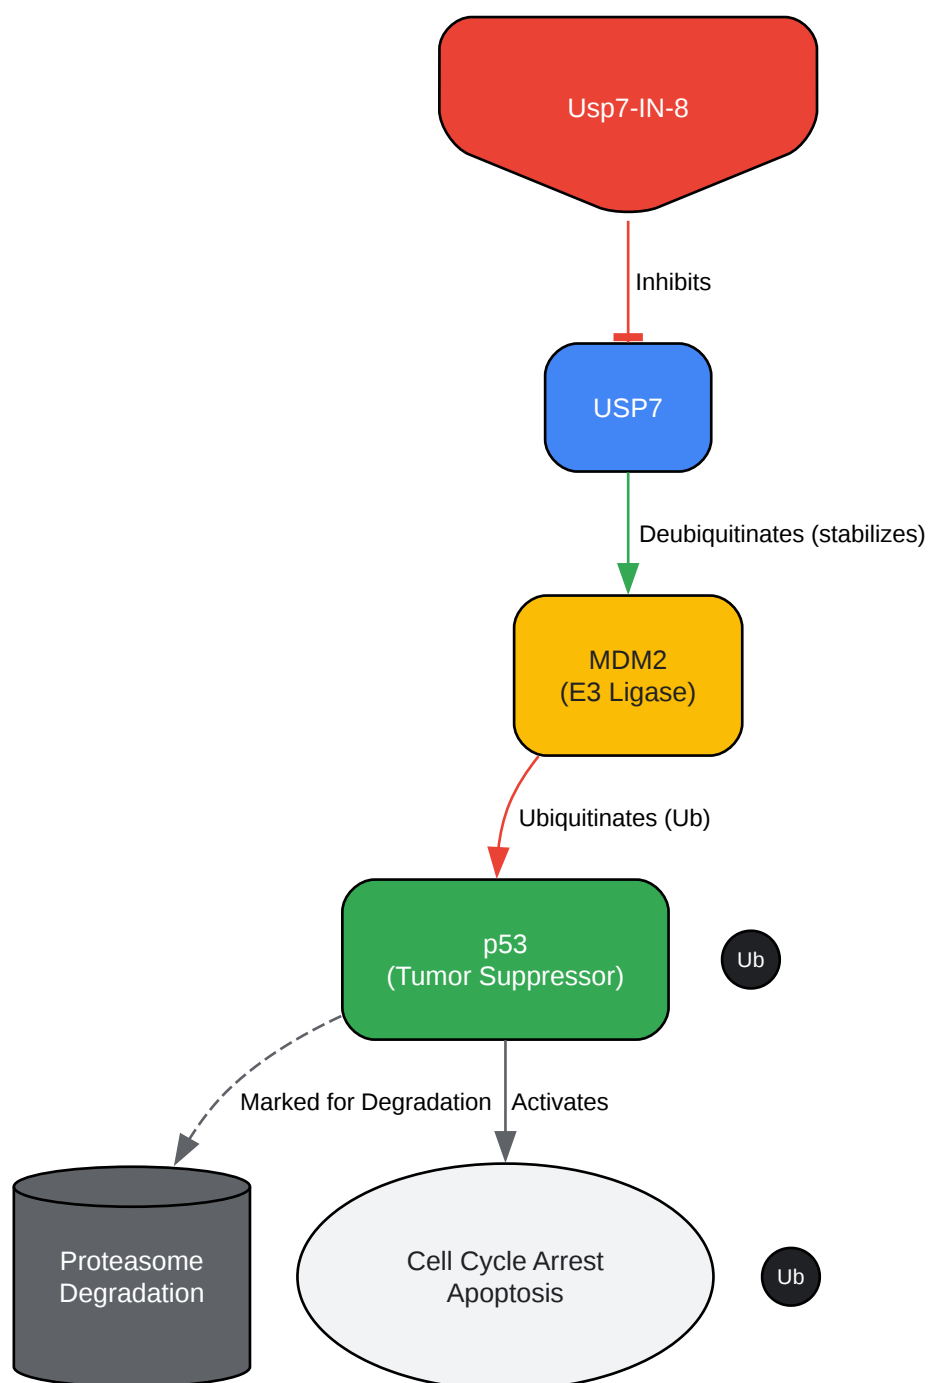 Usp7-IN-8
Inhibits
USP7
Deubiquitinates (stabilizes)
MDM2
(E3 Ligase)
Ubiquitinates (Ub)
p53
(Tumor Suppressor)
Ub
Marked for Degradation
Activates
Proteasome
Degradation
Cell Cycle Arrest
Apoptosis
Ub